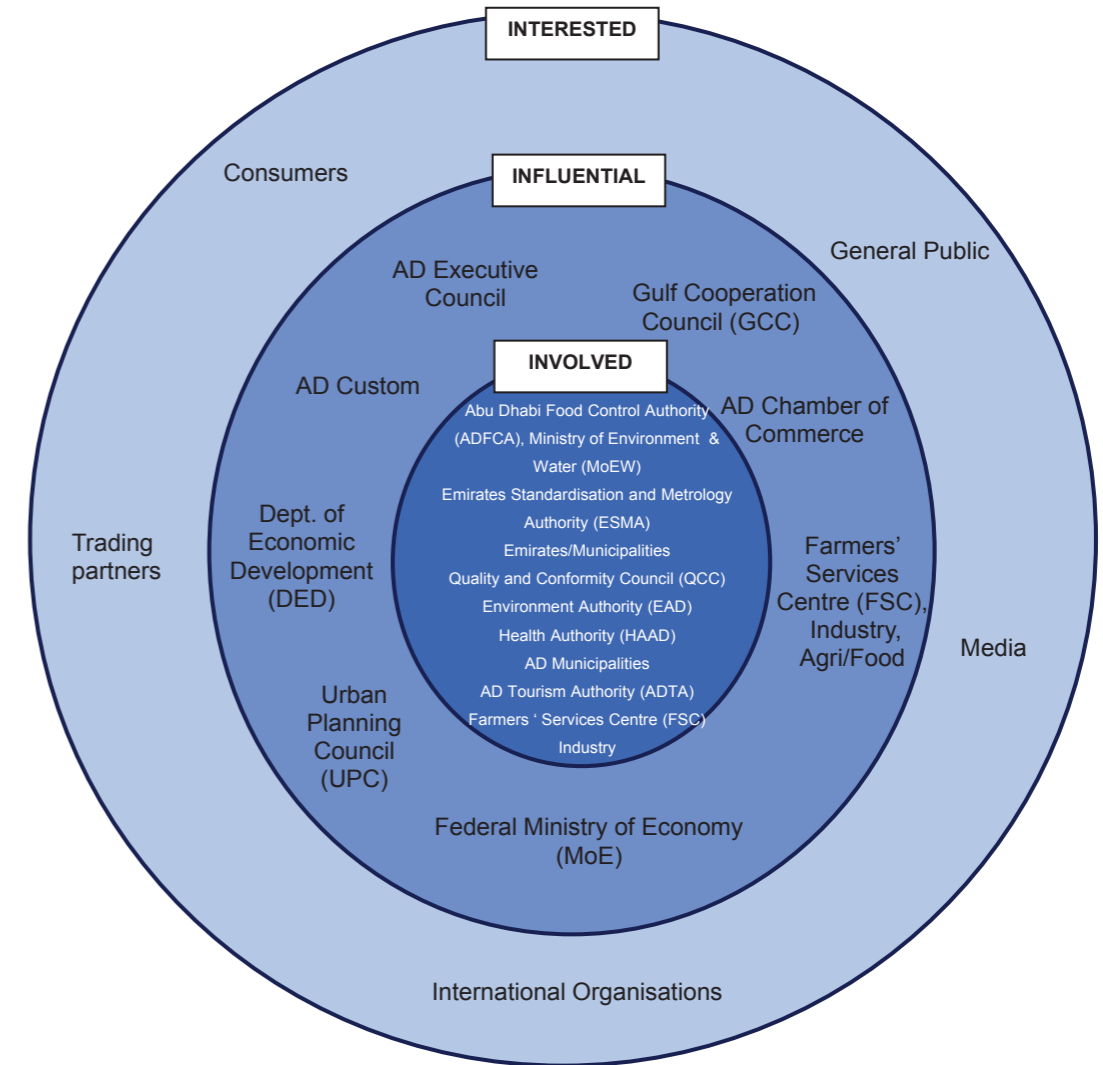 INTERESTED
Consumers
General Public
Trading
partners
Media
International Organisations
INFLUENTIAL
AD Executive
Council
Gulf Cooperation
Council (GCC)
AD Custom
AD Chamber of
Commerce
Dept. of
Economic
Development
(DED)
Farmers’
Services
Centre (FSC),
Industry,
Agri/Food
Urban
Planning
Council
(UPC)
Federal Ministry of Economy
(MoE)
INVOLVED
Abu Dhabi Food Control Authority
(ADFCA), Ministry of Environment &
Water (MoEW)
Emirates Standardisation and Metrology
Authority (ESMA)
Emirates/Municipalities
Quality and Conformity Council (QCC)
Environment Authority (EAD)
Health Authority (HAAD)
AD Municipalities
AD Tourism Authority (ADTA)
Farmers ‘ Services Centre (FSC)
Industry